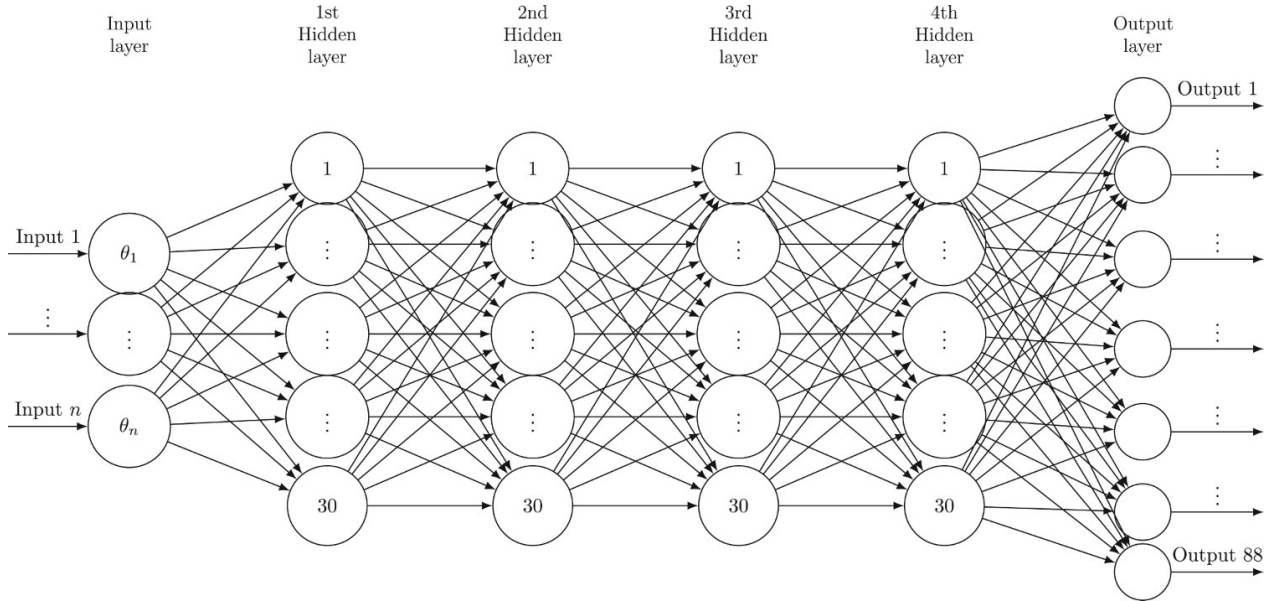 Input
layer
1st
Hidden
layer
2nd
Hidden
layer
3rd
Hidden
layer
4th
Hidden
layer
Output
layer
Input 1
⋮
Input n
θ₁
⋮
θₙ
1
⋮
⋮
⋮
30
1
⋮
⋮
⋮
30
1
⋮
⋮
⋮
30
1
⋮
⋮
⋮
30
Output 1
⋮
⋮
⋮
⋮
⋮
Output 88